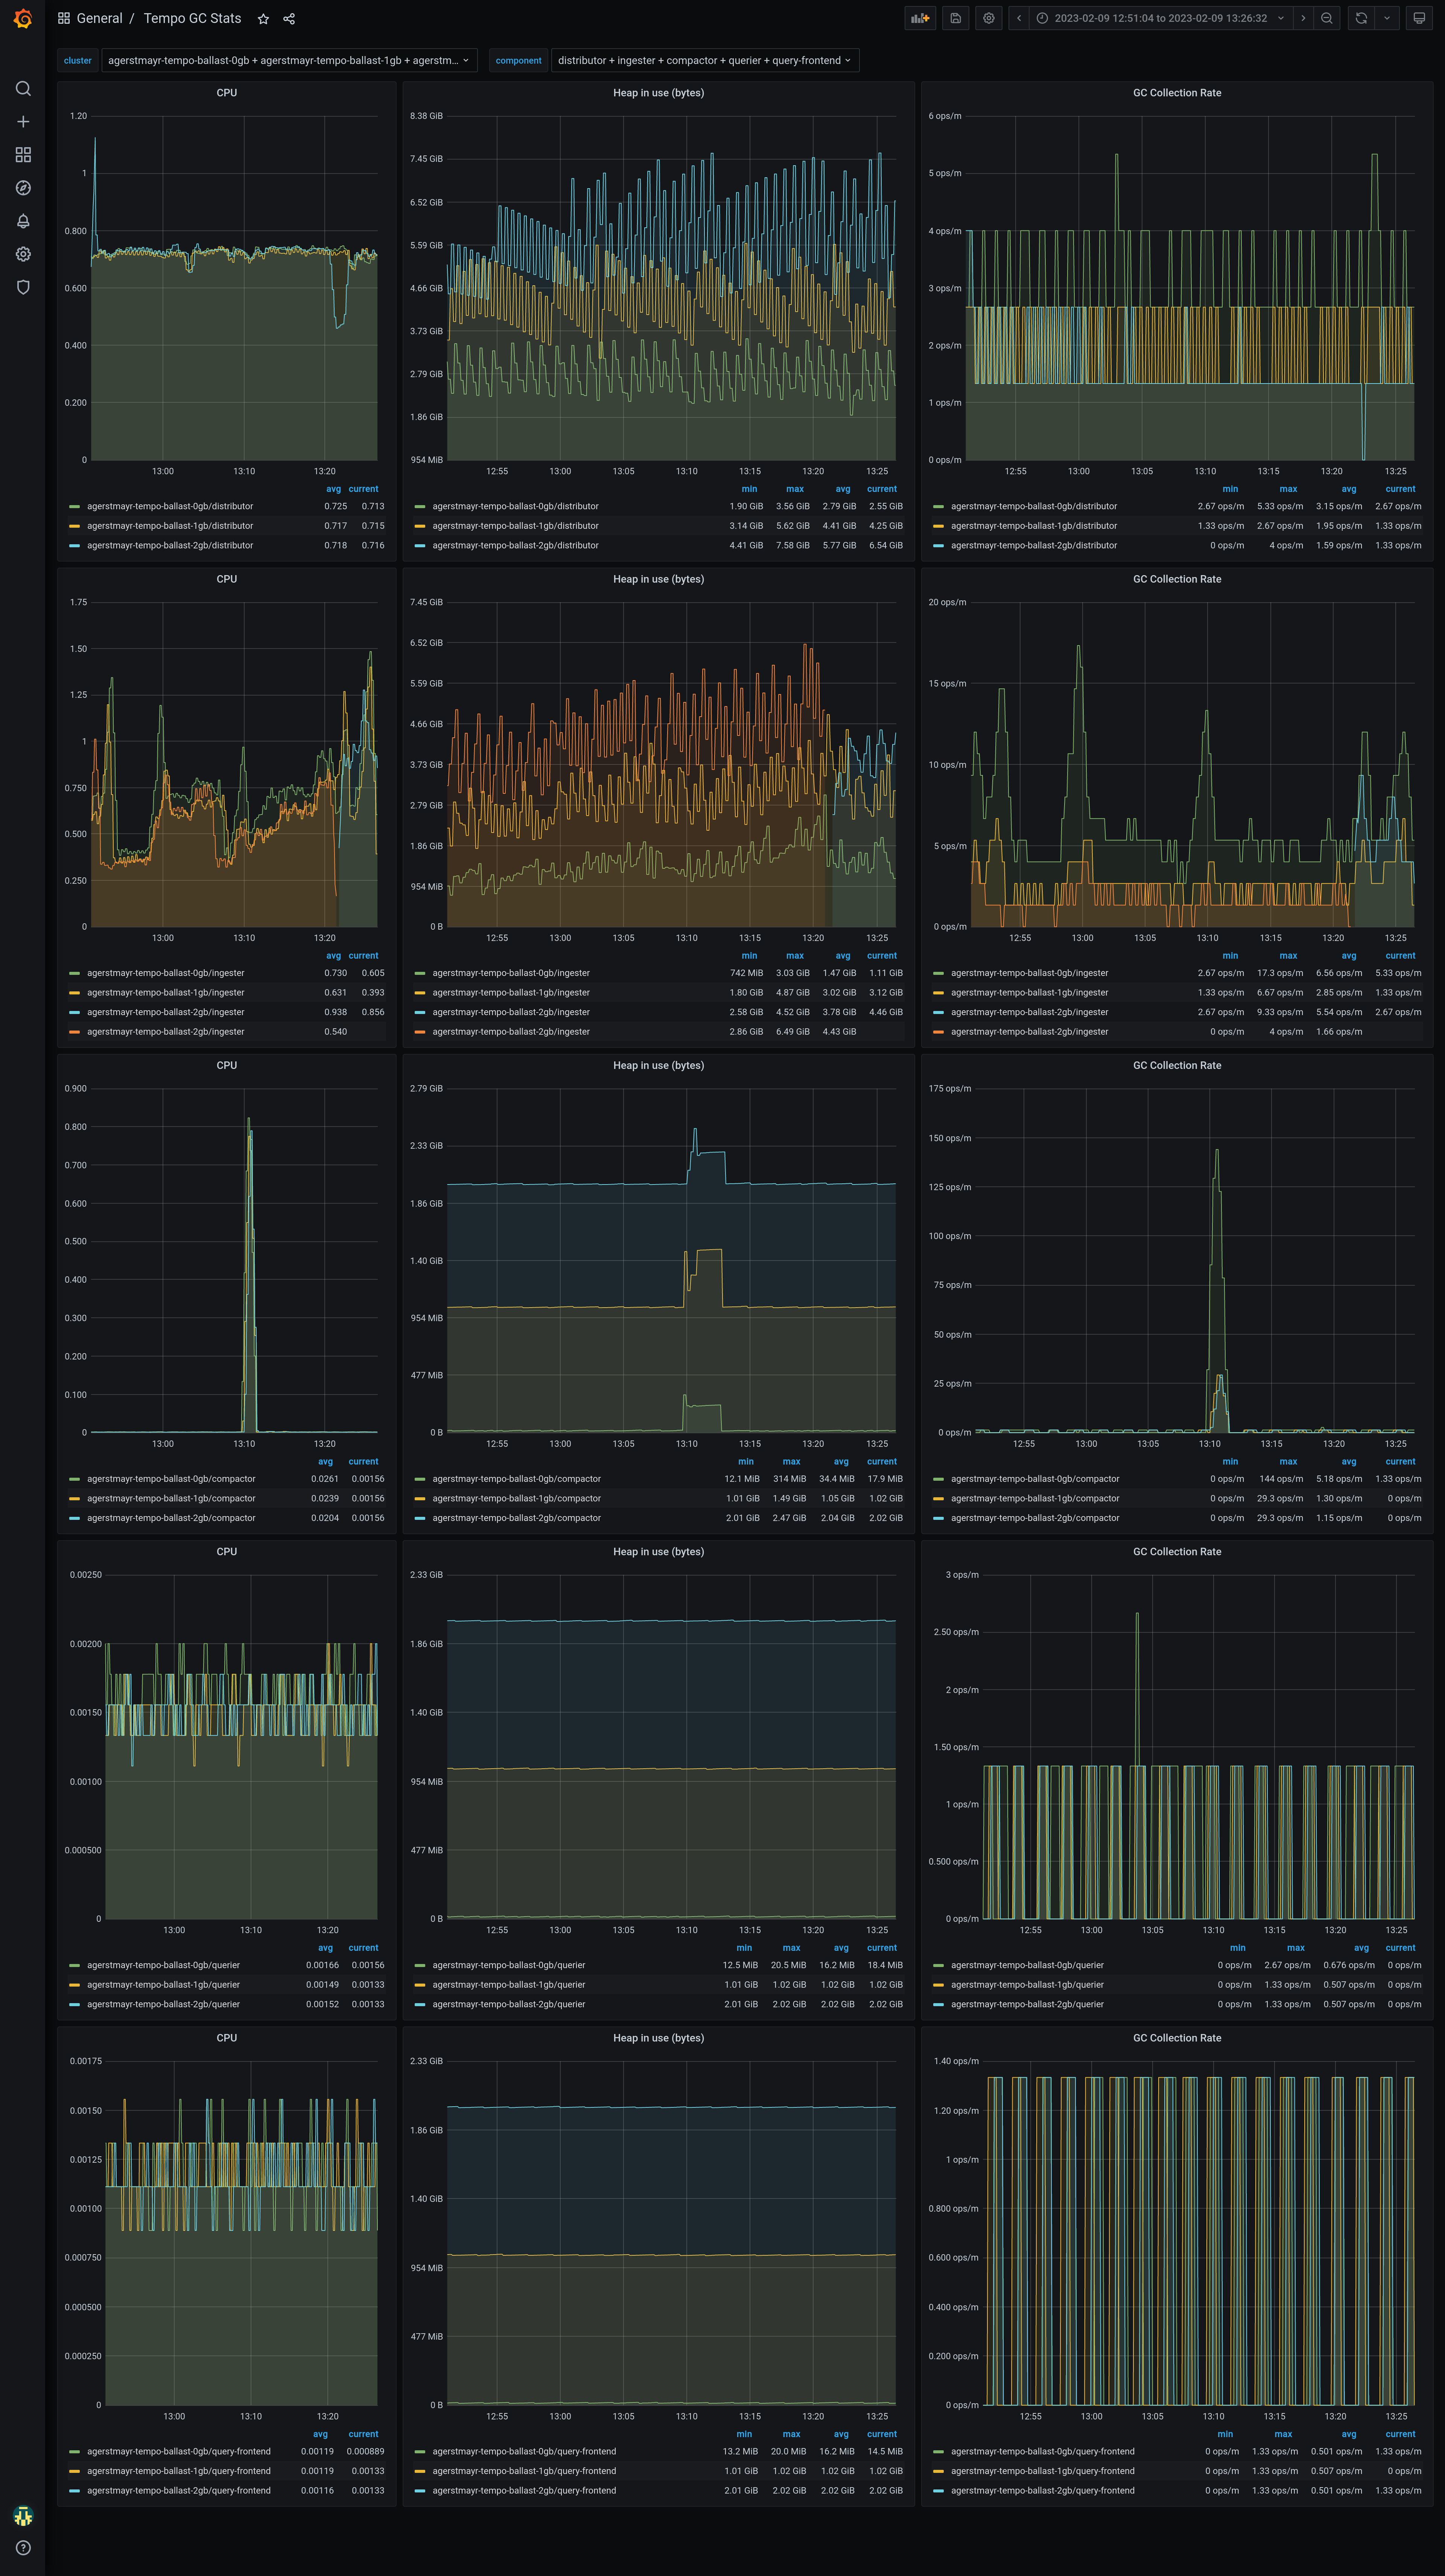 General / Tempo GC Stats
2023-02-09 12:51:04 to 2023-02-09 13:26:32
cluster agerstmayr-tempo-ballast-0gb + agerstmayr-tempo-ballast-1gb + agerstm... component distributor + ingester + compactor + querier + query-frontend
CPU
1.20
1
0.800
0.600
0.400
0.200
0
13:00 13:10 13:20
avg current
agerstmayr-tempo-ballast-0gb/distributor 0.725 0.713
agerstmayr-tempo-ballast-1gb/distributor 0.717 0.715
agerstmayr-tempo-ballast-2gb/distributor 0.718 0.716
Heap in use (bytes)
8.38 GiB
7.45 GiB
6.52 GiB
5.59 GiB
4.66 GiB
3.73 GiB
2.79 GiB
1.86 GiB
954 MiB
12:55 13:00 13:05 13:10 13:15 13:20 13:25
min max avg current
agerstmayr-tempo-ballast-0gb/distributor 1.90 GiB 3.56 GiB 2.79 GiB 2.55 GiB
agerstmayr-tempo-ballast-1gb/distributor 3.14 GiB 5.62 GiB 4.41 GiB 4.25 GiB
agerstmayr-tempo-ballast-2gb/distributor 4.41 GiB 7.58 GiB 5.77 GiB 6.54 GiB
GC Collection Rate
6 ops/m
5 ops/m
4 ops/m
3 ops/m
2 ops/m
1 ops/m
0 ops/m
12:55 13:00 13:05 13:10 13:15 13:20 13:25
min max avg current
agerstmayr-tempo-ballast-0gb/distributor 2.67 ops/m 5.33 ops/m 3.15 ops/m 2.67 ops/m
agerstmayr-tempo-ballast-1gb/distributor 1.33 ops/m 2.67 ops/m 1.95 ops/m 1.33 ops/m
agerstmayr-tempo-ballast-2gb/distributor 0 ops/m 4 ops/m 1.59 ops/m 1.33 ops/m
CPU
1.75
1.50
1.25
1
0.750
0.500
0.250
0
13:00 13:10 13:20
avg current
agerstmayr-tempo-ballast-0gb/ingester 0.730 0.605
agerstmayr-tempo-ballast-1gb/ingester 0.631 0.393
agerstmayr-tempo-ballast-2gb/ingester 0.938 0.856
agerstmayr-tempo-ballast-2gb/ingester 0.540
Heap in use (bytes)
7.45 GiB
6.52 GiB
5.59 GiB
4.66 GiB
3.73 GiB
2.79 GiB
1.86 GiB
954 MiB
0 B
12:55 13:00 13:05 13:10 13:15 13:20 13:25
min max avg current
agerstmayr-tempo-ballast-0gb/ingester 742 MiB 3.03 GiB 1.47 GiB 1.11 GiB
agerstmayr-tempo-ballast-1gb/ingester 1.80 GiB 4.87 GiB 3.02 GiB 3.12 GiB
agerstmayr-tempo-ballast-2gb/ingester 2.58 GiB 4.52 GiB 3.78 GiB 4.46 GiB
agerstmayr-tempo-ballast-2gb/ingester 2.86 GiB 6.49 GiB 4.43 GiB
GC Collection Rate
20 ops/m
15 ops/m
10 ops/m
5 ops/m
0 ops/m
12:55 13:00 13:05 13:10 13:15 13:20 13:25
min max avg current
agerstmayr-tempo-ballast-0gb/ingester 2.67 ops/m 17.3 ops/m 6.56 ops/m 5.33 ops/m
agerstmayr-tempo-ballast-1gb/ingester 1.33 ops/m 6.67 ops/m 2.85 ops/m 1.33 ops/m
agerstmayr-tempo-ballast-2gb/ingester 2.67 ops/m 9.33 ops/m 5.54 ops/m 2.67 ops/m
agerstmayr-tempo-ballast-2gb/ingester 0 ops/m 4 ops/m 1.66 ops/m
CPU
0.900
0.800
0.700
0.600
0.500
0.400
0.300
0.200
0.100
0
13:00 13:10 13:20
avg current
agerstmayr-tempo-ballast-0gb/compactor 0.0261 0.00156
agerstmayr-tempo-ballast-1gb/compactor 0.0239 0.00156
agerstmayr-tempo-ballast-2gb/compactor 0.0204 0.00156
Heap in use (bytes)
2.79 GiB
2.33 GiB
1.86 GiB
1.40 GiB
954 MiB
477 MiB
0 B
12:55 13:00 13:05 13:10 13:15 13:20 13:25
min max avg current
agerstmayr-tempo-ballast-0gb/compactor 12.1 MiB 314 MiB 34.4 MiB 17.9 MiB
agerstmayr-tempo-ballast-1gb/compactor 1.01 GiB 1.49 GiB 1.05 GiB 1.02 GiB
agerstmayr-tempo-ballast-2gb/compactor 2.01 GiB 2.47 GiB 2.04 GiB 2.02 GiB
GC Collection Rate
175 ops/m
150 ops/m
125 ops/m
100 ops/m
75 ops/m
50 ops/m
25 ops/m
0 ops/m
12:55 13:00 13:05 13:10 13:15 13:20 13:25
min max avg current
agerstmayr-tempo-ballast-0gb/compactor 0 ops/m 144 ops/m 5.18 ops/m 1.33 ops/m
agerstmayr-tempo-ballast-1gb/compactor 0 ops/m 29.3 ops/m 1.30 ops/m 0 ops/m
agerstmayr-tempo-ballast-2gb/compactor 0 ops/m 29.3 ops/m 1.15 ops/m 0 ops/m
CPU
0.00250
0.00200
0.00150
0.00100
0.000500
0
13:00 13:10 13:20
avg current
agerstmayr-tempo-ballast-0gb/querier 0.00166 0.00156
agerstmayr-tempo-ballast-1gb/querier 0.00149 0.00133
agerstmayr-tempo-ballast-2gb/querier 0.00152 0.00133
Heap in use (bytes)
2.33 GiB
1.86 GiB
1.40 GiB
954 MiB
477 MiB
0 B
12:55 13:00 13:05 13:10 13:15 13:20 13:25
min max avg current
agerstmayr-tempo-ballast-0gb/querier 12.5 MiB 20.5 MiB 16.2 MiB 18.4 MiB
agerstmayr-tempo-ballast-1gb/querier 1.01 GiB 1.02 GiB 1.02 GiB 1.02 GiB
agerstmayr-tempo-ballast-2gb/querier 2.01 GiB 2.02 GiB 2.02 GiB 2.02 GiB
GC Collection Rate
3 ops/m
2.50 ops/m
2 ops/m
1.50 ops/m
1 ops/m
0.500 ops/m
0 ops/m
12:55 13:00 13:05 13:10 13:15 13:20 13:25
min max avg current
agerstmayr-tempo-ballast-0gb/querier 0 ops/m 2.67 ops/m 0.676 ops/m 0 ops/m
agerstmayr-tempo-ballast-1gb/querier 0 ops/m 1.33 ops/m 0.507 ops/m 0 ops/m
agerstmayr-tempo-ballast-2gb/querier 0 ops/m 1.33 ops/m 0.507 ops/m 0 ops/m
CPU
0.00175
0.00150
0.00125
0.00100
0.000750
0.000500
0.000250
0
13:00 13:10 13:20
avg current
agerstmayr-tempo-ballast-0gb/query-frontend 0.00119 0.000889
agerstmayr-tempo-ballast-1gb/query-frontend 0.00119 0.00133
agerstmayr-tempo-ballast-2gb/query-frontend 0.00116 0.00133
Heap in use (bytes)
2.33 GiB
1.86 GiB
1.40 GiB
954 MiB
477 MiB
0 B
12:55 13:00 13:05 13:10 13:15 13:20 13:25
min max avg current
agerstmayr-tempo-ballast-0gb/query-frontend 13.2 MiB 20.0 MiB 16.2 MiB 14.5 MiB
agerstmayr-tempo-ballast-1gb/query-frontend 1.01 GiB 1.02 GiB 1.02 GiB 1.02 GiB
agerstmayr-tempo-ballast-2gb/query-frontend 2.01 GiB 2.02 GiB 2.02 GiB 2.02 GiB
GC Collection Rate
1.40 ops/m
1.20 ops/m
1 ops/m
0.800 ops/m
0.600 ops/m
0.400 ops/m
0.200 ops/m
0 ops/m
12:55 13:00 13:05 13:10 13:15 13:20 13:25
min max avg current
agerstmayr-tempo-ballast-0gb/query-frontend 0 ops/m 1.33 ops/m 0.501 ops/m 1.33 ops/m
agerstmayr-tempo-ballast-1gb/query-frontend 0 ops/m 1.33 ops/m 0.507 ops/m 0 ops/m
agerstmayr-tempo-ballast-2gb/query-frontend 0 ops/m 1.33 ops/m 0.501 ops/m 1.33 ops/m